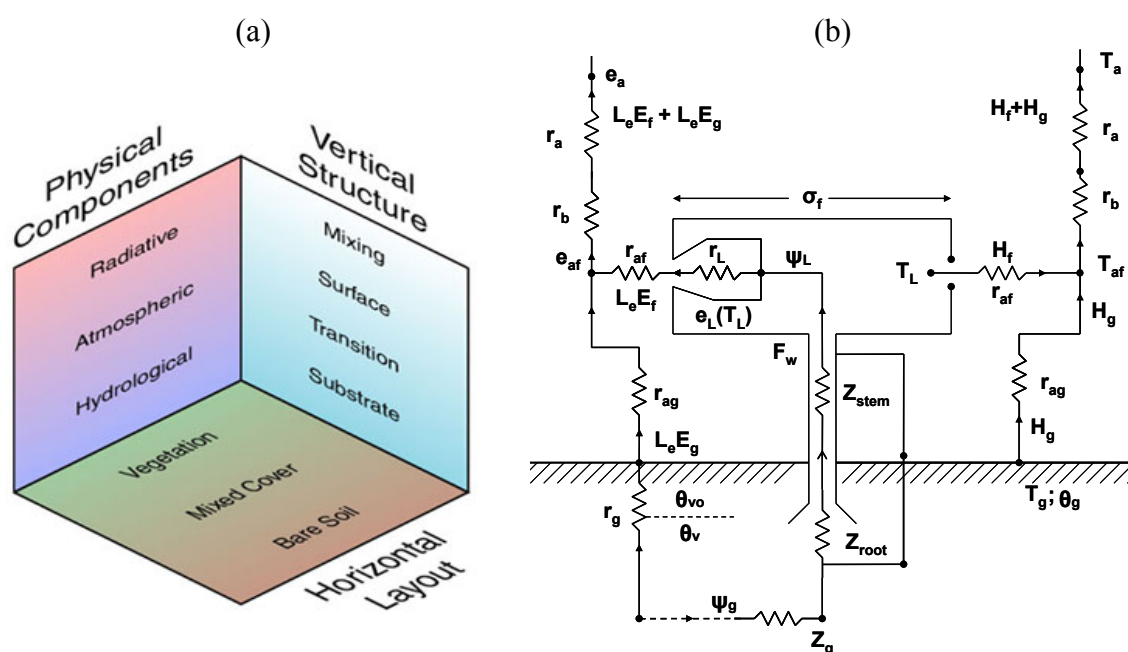 (a)
Physical
Components
Radiative
Atmospheric
Hydrological
Vertical
Structure
Mixing
Surface
Transition
Substrate
Vegetation
Mixed Cover
Bare Soil
Horizontal
Layout
(b)
eₐ
LₑE_f + LₑE_g
rₐ
r_b
e_af
r_af
r_L
LₑE_f
e_L(T_L)
ψ_L
σ_f
F_w
r_ag
LₑE_g
r_g
θ_vo
θ_v
ψ_g
Z_g
Z_stem
Z_root
Tₐ
H_f+H_g
rₐ
r_b
T_L
H_f
r_af
T_af
H_g
r_ag
H_g
T_g; θ_g